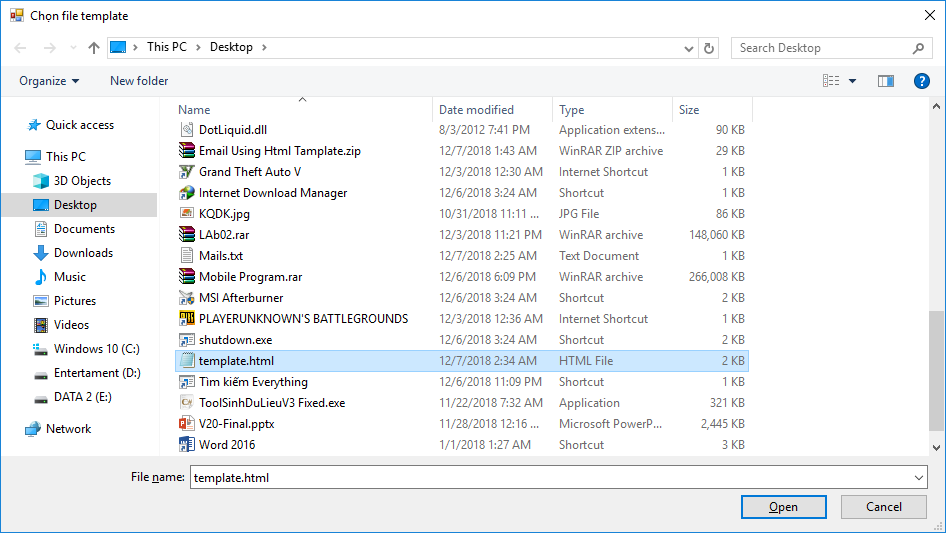 Chọn file template
This PC > Desktop >
Search Desktop
Organize
New folder
Name Date modified Type Size
DotLiquid.dll 8/3/2012 7:41 PM Application extens... 90 KB
Email Using Html Tamplate.zip 12/7/2018 1:43 AM WinRAR ZIP archive 29 KB
Grand Theft Auto V 12/3/2018 12:30 AM Internet Shortcut 1 KB
Internet Download Manager 12/6/2018 3:24 AM Shortcut 1 KB
KQDK.jpg 10/31/2018 11:11 ... JPG File 86 KB
LAb02.rar 12/3/2018 11:21 PM WinRAR archive 148,060 KB
Mails.txt 12/7/2018 2:25 AM Text Document 1 KB
Mobile Program.rar 12/6/2018 6:09 PM WinRAR archive 266,008 KB
MSI Afterburner 12/6/2018 3:24 AM Shortcut 2 KB
PLAYERUNKNOWN'S BATTLEGROUNDS 12/3/2018 12:36 AM Internet Shortcut 1 KB
shutdown.exe 12/6/2018 3:24 AM Shortcut 2 KB
template.html 12/7/2018 2:34 AM HTML File 2 KB
Tìm kiếm Everything 12/6/2018 11:09 PM Shortcut 1 KB
ToolSinhDuLieuV3 Fixed.exe 11/22/2018 7:32 AM Application 321 KB
V20-Final.pptx 11/28/2018 12:16 ... Microsoft PowerP... 2,445 KB
Word 2016 1/1/2018 1:27 AM Shortcut 3 KB
Quick access
This PC
3D Objects
Desktop
Documents
Downloads
Music
Pictures
Videos
Windows 10 (C:)
Entertament (D:)
DATA 2 (E:)
Network
File name: template.html
Open
Cancel